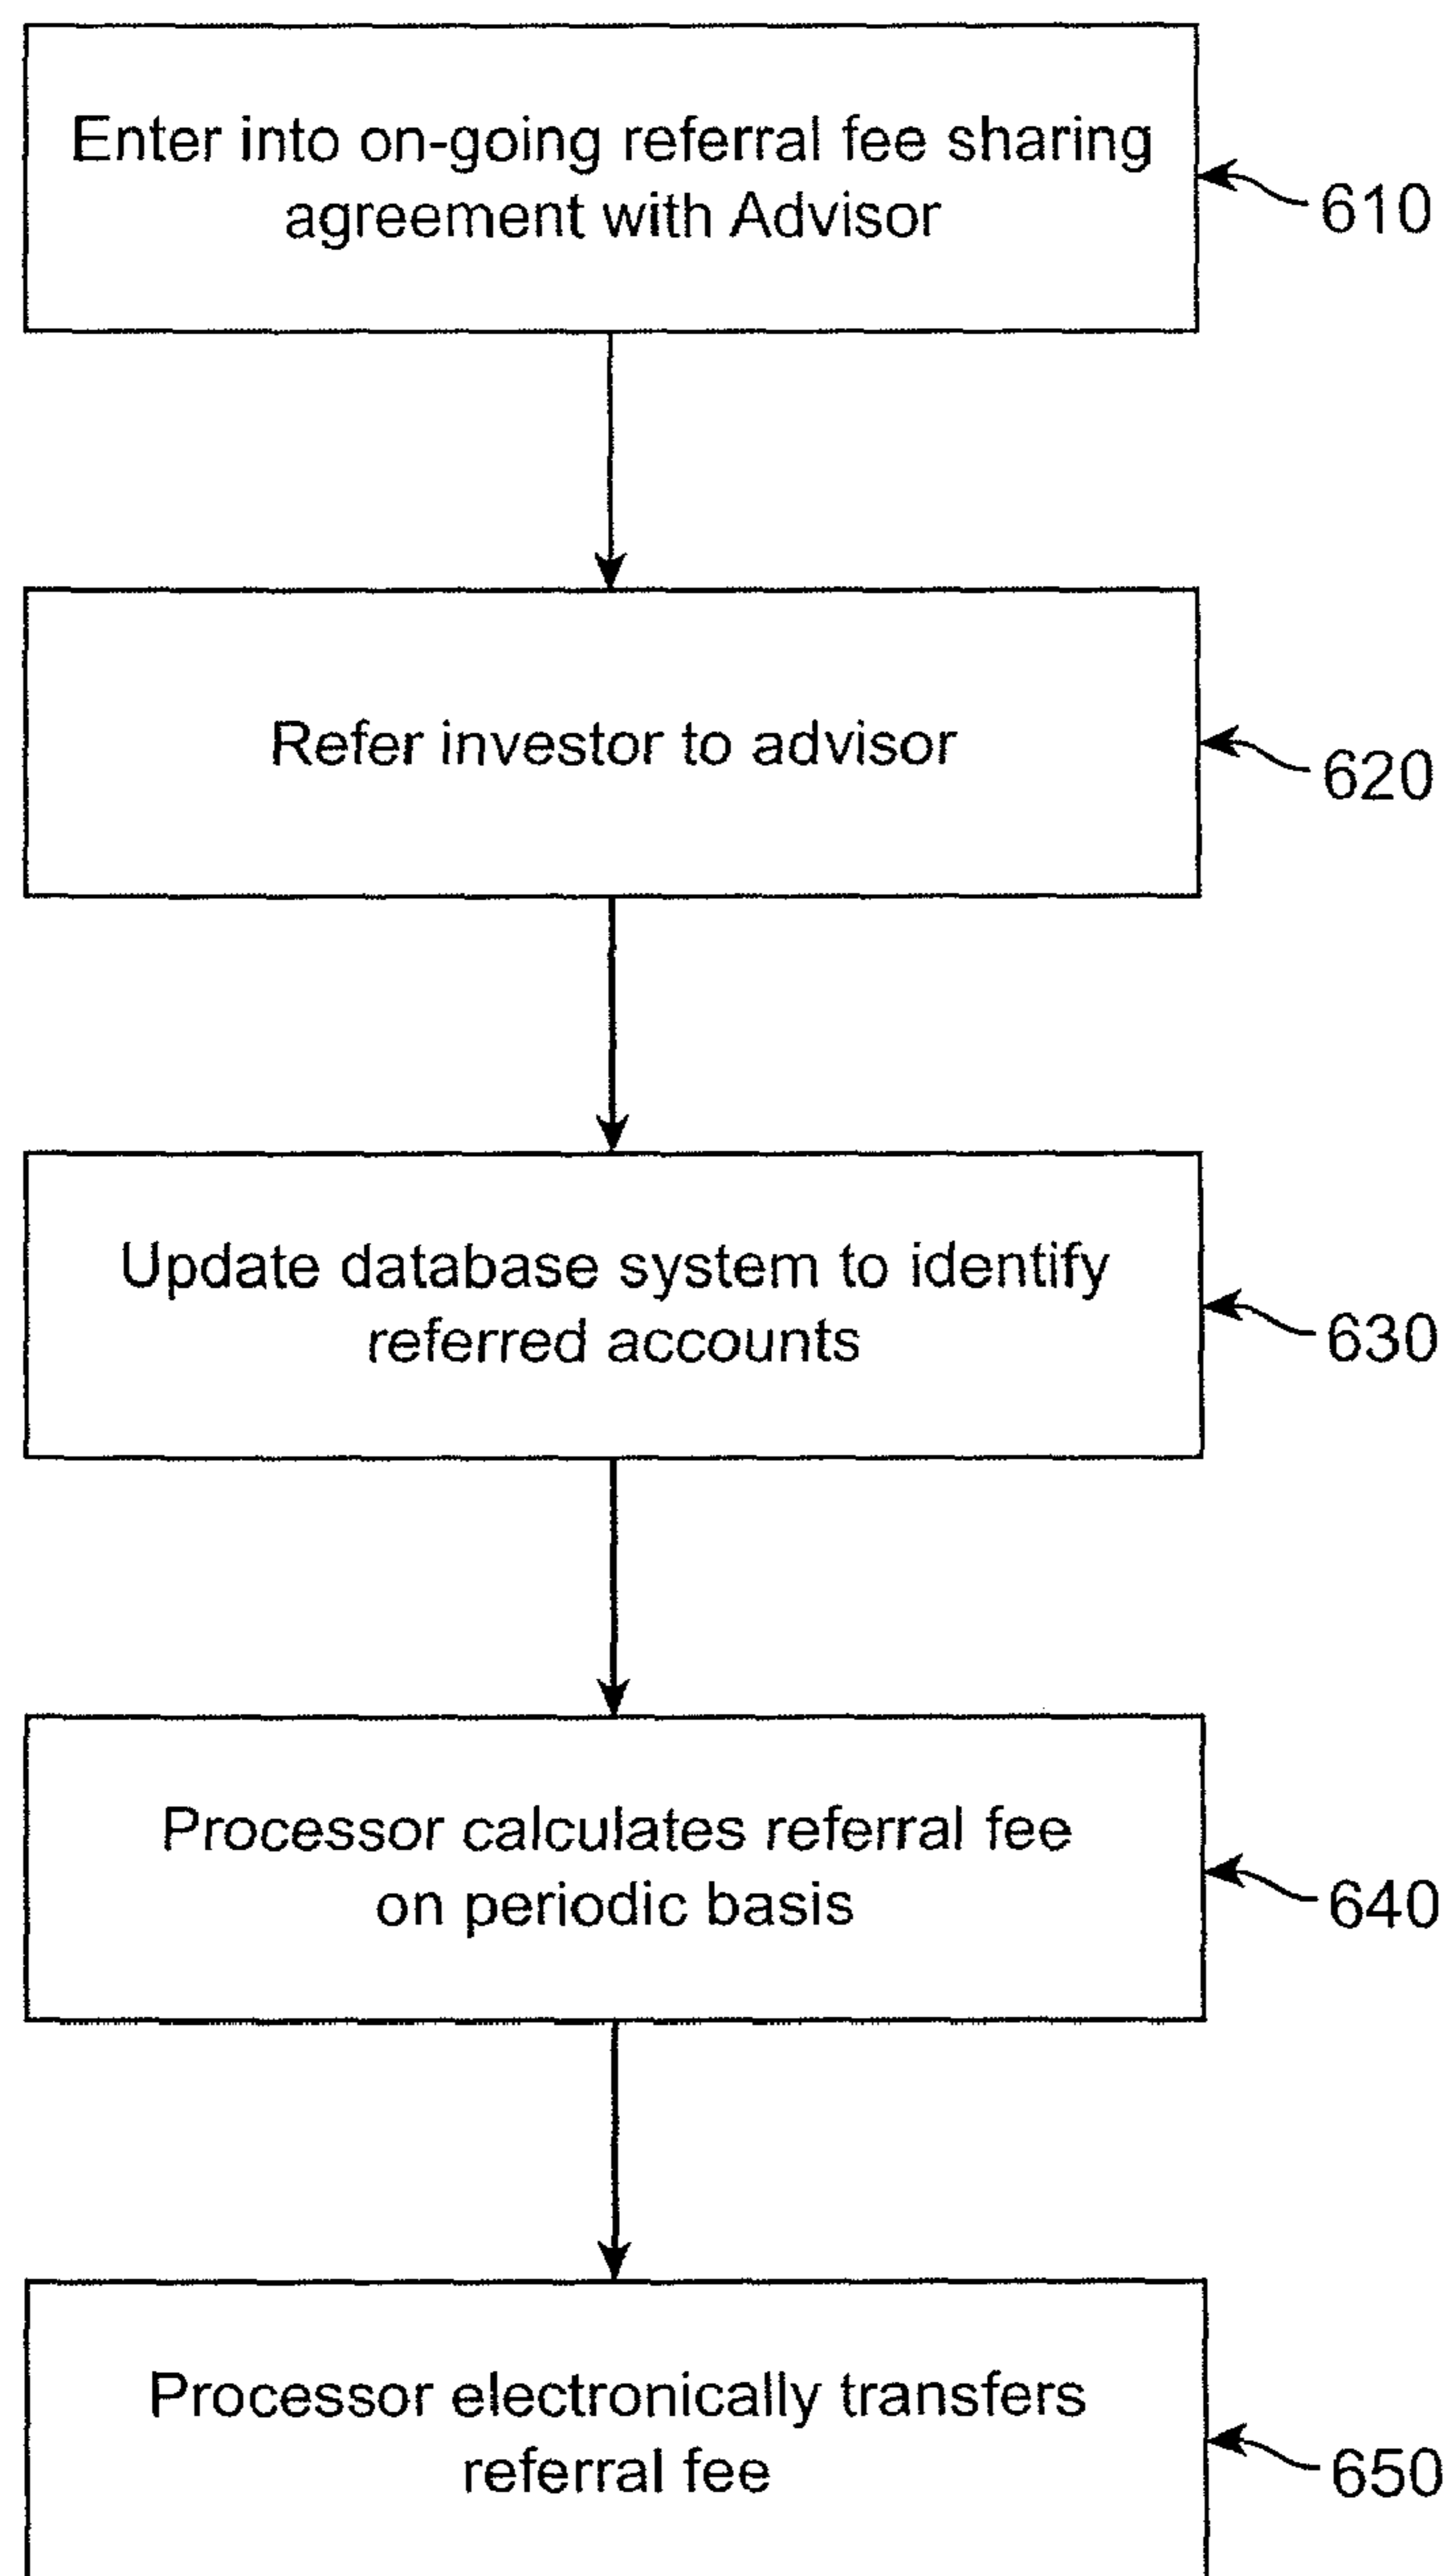 Enter into on-going referral fee sharing
agreement with Advisor
610
Refer investor to advisor
620
Update database system to identify
referred accounts
630
Processor calculates referral fee
on periodic basis
640
Processor electronically transfers
referral fee
650